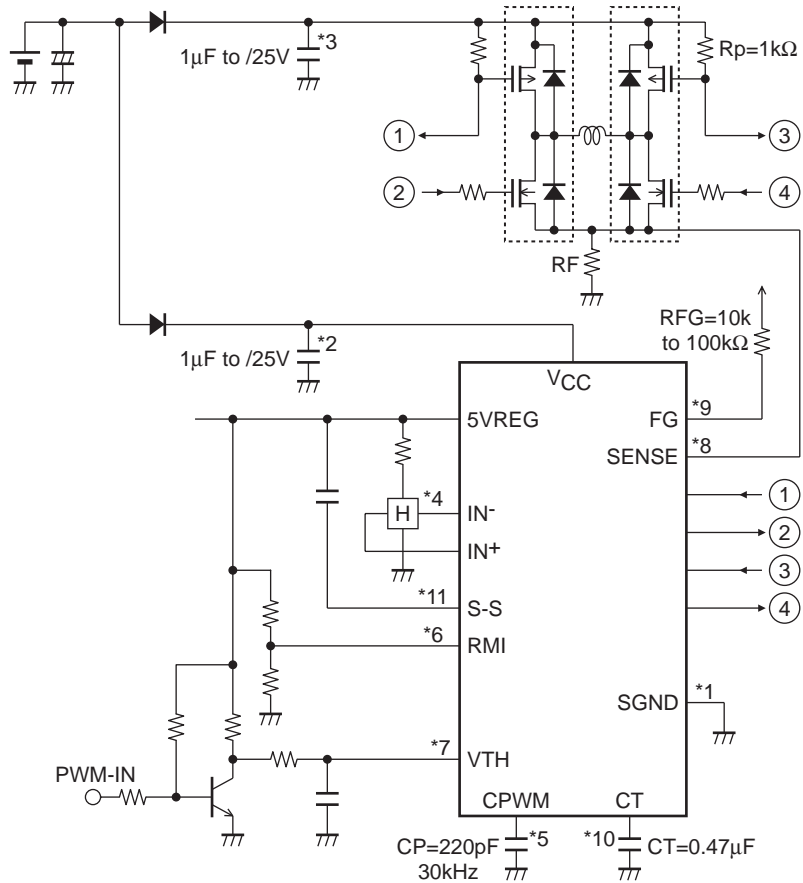 *3
1μF to /25V
Rp=1kΩ
1
3
2
4
RF
RFG=10k
to 100kΩ
*2
1μF to /25V
VCC
*9
5VREG
FG
*8
SENSE
*4
H
IN-
1
IN+
2
3
*11
S-S
4
*6
RMI
*1
SGND
*7
VTH
PWM-IN
CPWM
CT
CP=220pF
*5
*10
CT=0.47μF
30kHz